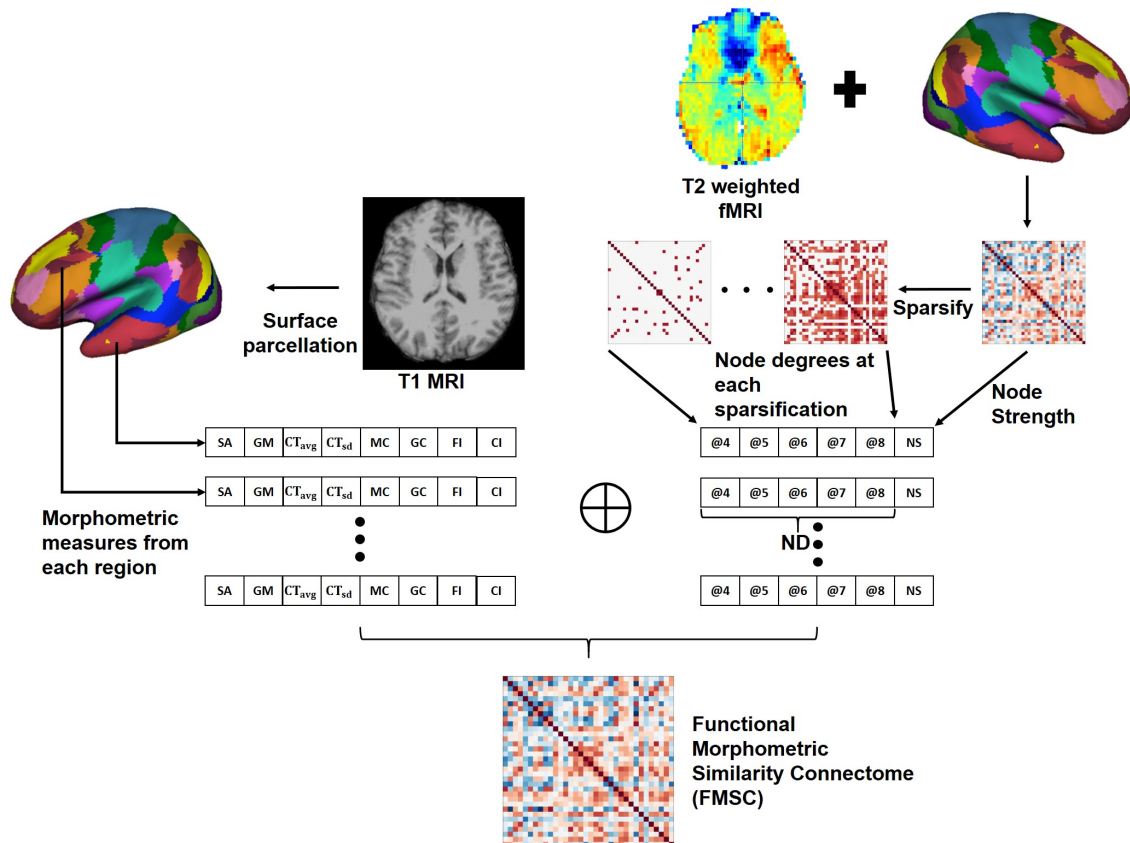 T2 weighted
fMRI
Surface
parcellation
T1 MRI
Sparsify
Node degrees at
each
sparsification
Node
Strength
SA GM CTavg CTsd MC GC FI CI
@4 @5 @6 @7 @8 NS
SA GM CTavg CTsd MC GC FI CI
@4 @5 @6 @7 @8 NS
Morphometric
measures from
each region
ND
SA GM CTavg CTsd MC GC FI CI
@4 @5 @6 @7 @8 NS
Functional
Morphometric
Similarity Connectome
(FMSC)